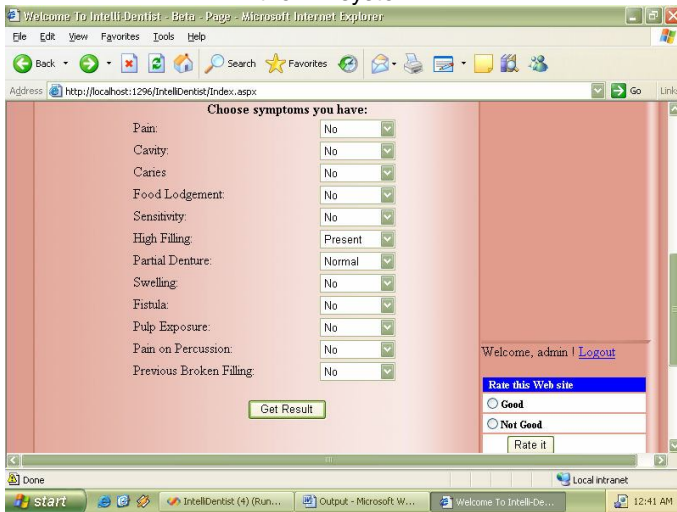 Welcome To Intelli-Dentist - Beta - Page - Microsoft Internet Explorer
File Edit View Favorites Tools Help
Back Search Favorites
Address http://localhost:1296/IntelliDentist/Index.aspx Go Links
Choose symptoms you have:
Pain: No
Cavity: No
Caries No
Food Lodgement: No
Sensitivity: No
High Filling: Present
Partial Denture: Normal
Swelling: No
Fistula: No
Pulp Exposure: No
Pain on Percussion: No
Previous Broken Filling: No
Get Result
Welcome, admin ! Logout
Rate this Web site
Good
Not Good
Rate it
Done Local intranet
start IntelliDentist (4) (Run... Output - Microsoft W... Welcome To Intelli-De... 12:41 AM